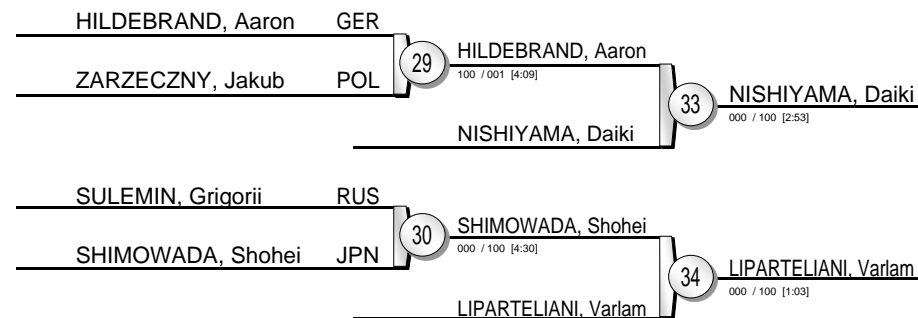 HILDEBRAND, Aaron GER
29
HILDEBRAND, Aaron
100 / 001 [4:09]
ZARZECZNY, Jakub POL
33
NISHIYAMA, Daiki
000 / 100 [2:53]
NISHIYAMA, Daiki
SULEMIN, Grigorii RUS
30
SHIMOWADA, Shohei
000 / 100 [4:30]
SHIMOWADA, Shohei JPN
34
LIPARTELIANI, Varlam
000 / 100 [1:03]
LIPARTELIANI, Varlam